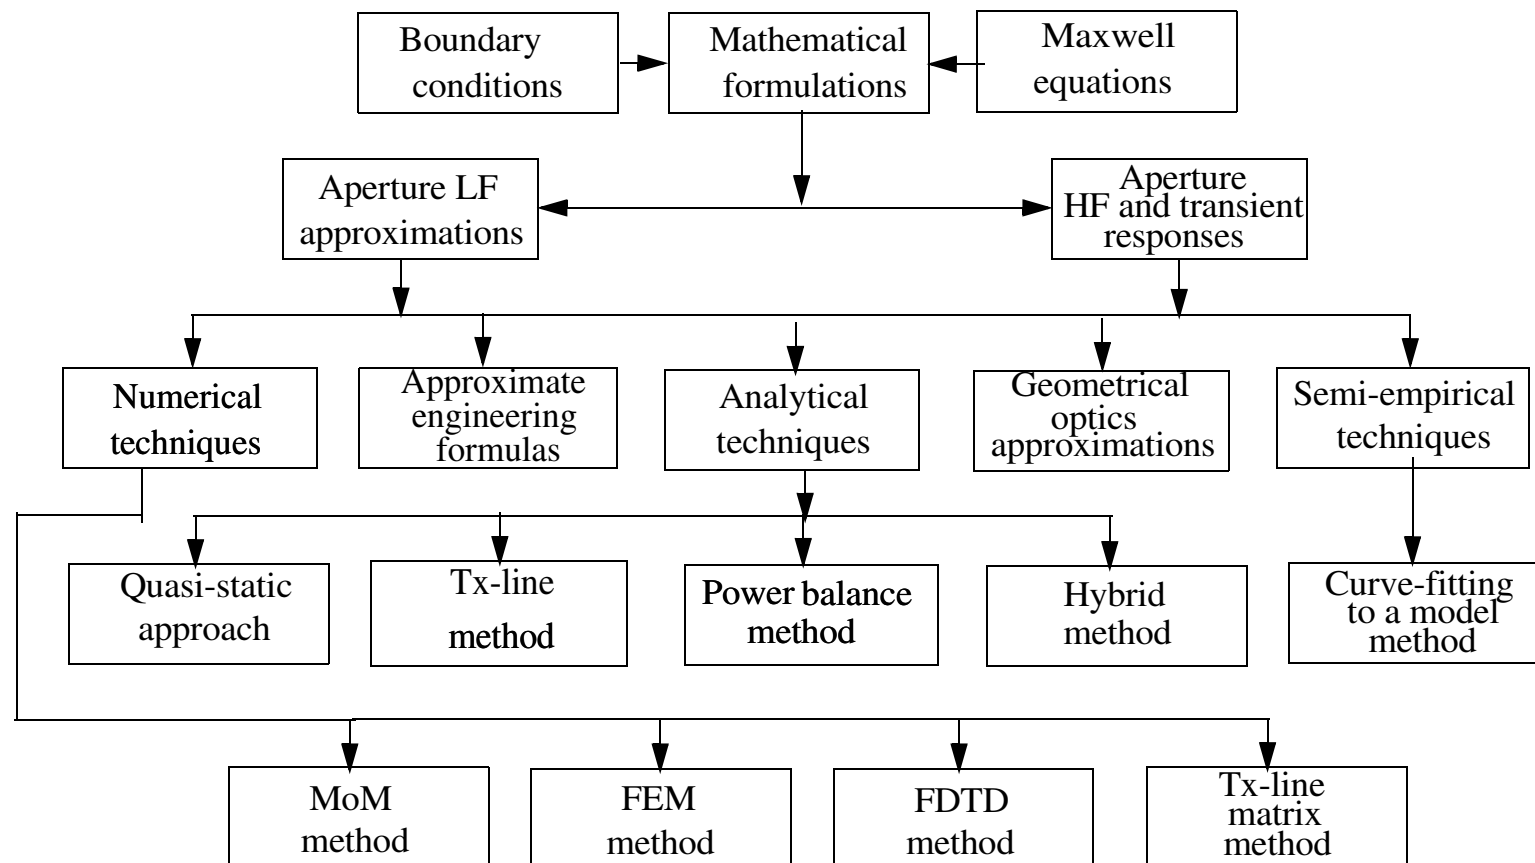 Boundary
conditions
Mathematical
formulations
Maxwell
equations
Aperture LF
approximations
Aperture
HF and transient
responses
Numerical
techniques
Approximate
engineering
formulas
Analytical
techniques
Geometrical
optics
approximations
Semi-empirical
techniques
Quasi-static
approach
Tx-line
method
Power balance
method
Hybrid
method
Curve-fitting
to a model
method
MoM
method
FEM
method
FDTD
method
Tx-line
matrix
method